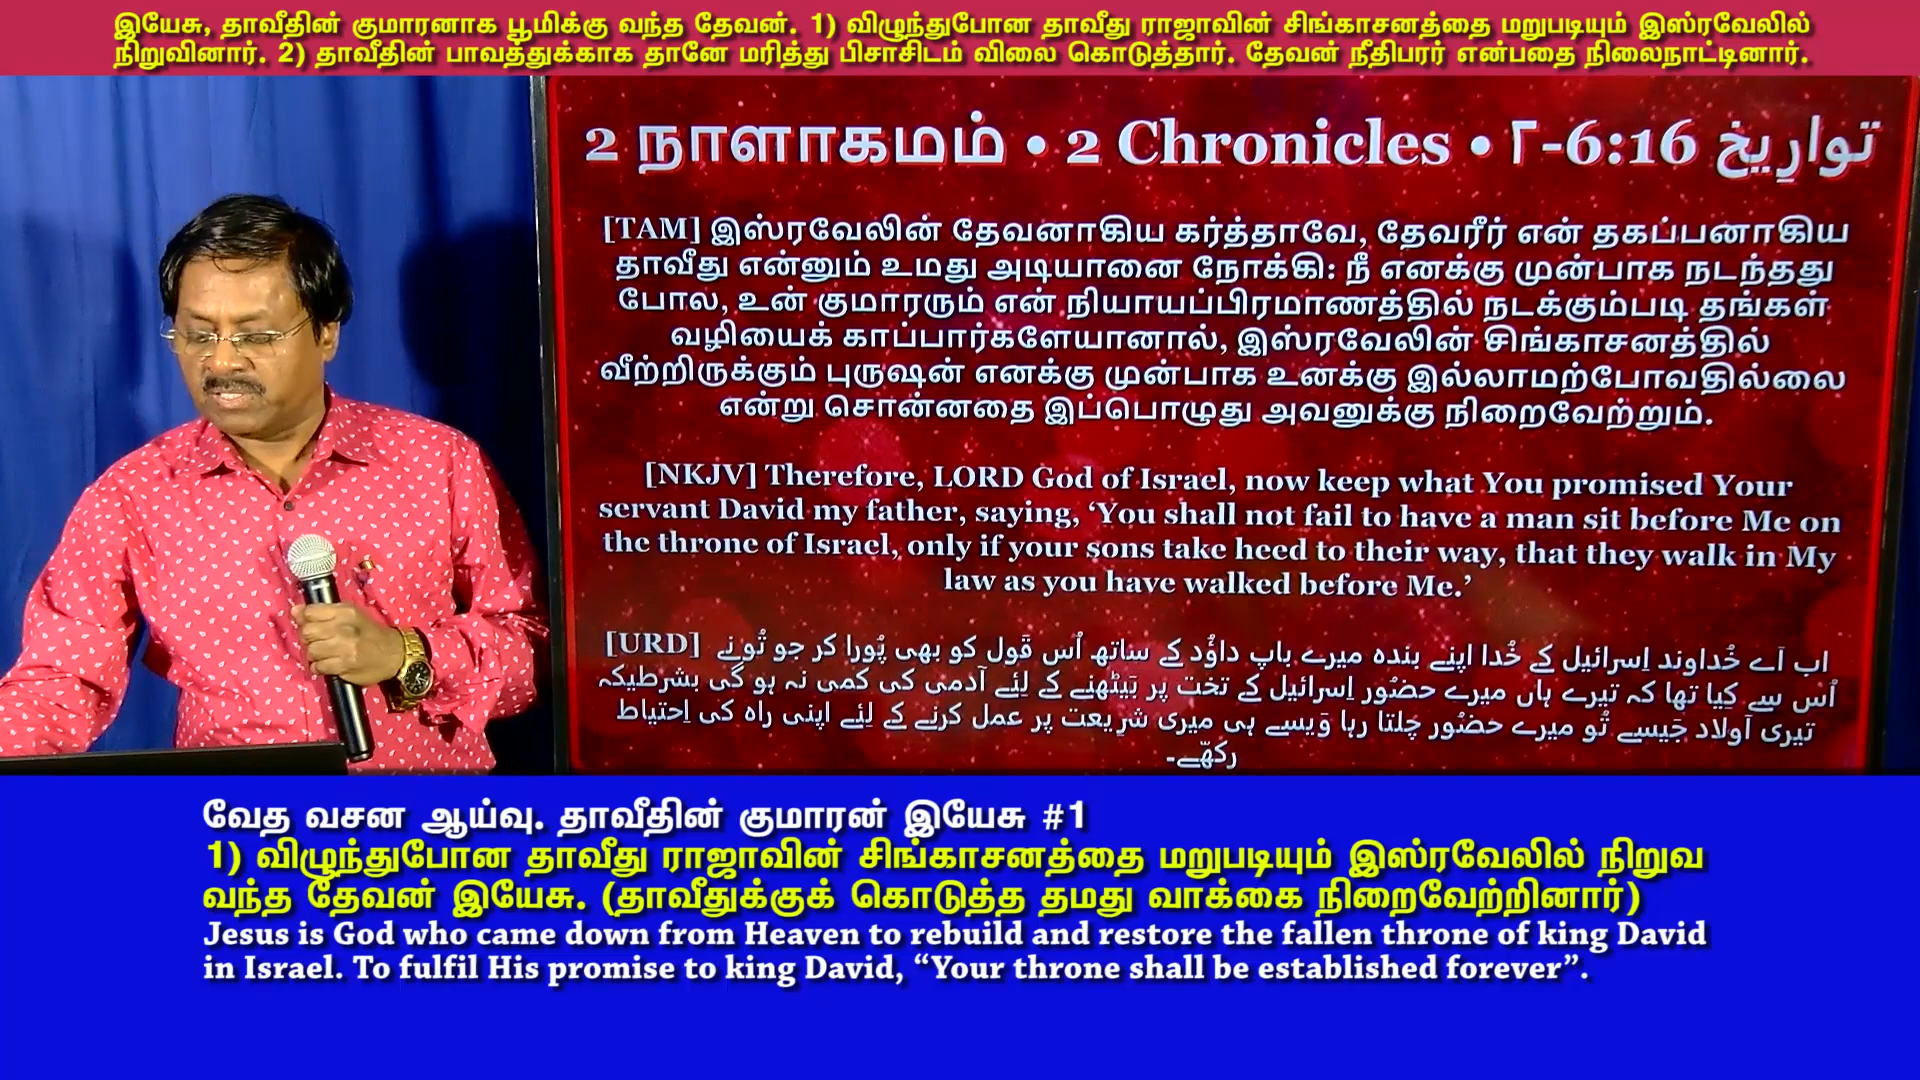 இயேசு, தாவீதின் குமாரனாக பூமிக்கு வந்த தேவன். 1) விழுந்துபோன தாவீது ராஜாவின் சிங்காசனத்தை மறுபடியும் இஸ்ரவேலில்
நிறுவினார். 2) தாவீதின் பாவத்துக்காக தானே மரித்து பிசாசிடம் விலை கொடுத்தார். தேவன் நீதிபரர் என்பதை நிலைநாட்டினார்.
2 நாளாகமம் • 2 Chronicles • ۲-6:16 توارِیخ
[TAM] இஸ்ரவேலின் தேவனாகிய கர்த்தாவே, தேவரீர் என் தகப்பனாகிய
தாவீது என்னும் உமது அடியானை நோக்கி: நீ எனக்கு முன்பாக நடந்தது
போல, உன் குமாரரும் என் நியாயப்பிரமாணத்தில் நடக்கும்படி தங்கள்
வழியைக் காப்பார்களேயானால், இஸ்ரவேலின் சிங்காசனத்தில்
வீற்றிருக்கும் புருஷன் எனக்கு முன்பாக உனக்கு இல்லாமற்போவதில்லை
என்று சொன்னதை இப்பொழுது அவனுக்கு நிறைவேற்றும்.
[NKJV] Therefore, LORD God of Israel, now keep what You promised Your
servant David my father, saying, ‘You shall not fail to have a man sit before Me on
the throne of Israel, only if your sons take heed to their way, that they walk in My
law as you have walked before Me.’
[URD] اب اَے خُداوند اِسرائیل کے خُدا اپنے بندہ میرے باپ داؤُد کے ساتھ اُس قَول کو بھی پُورا کر جو تُو نے
اُس سے کِیا تھا کہ تیرے ہاں میرے حضُور اِسرائیل کے تخت پر بَیٹھنے کے لِئے آدمی کی کمی نہ ہو گی بشرطیکہ
تیری اَولاد جَیسے تُو میرے حضُور چلتا رہا وَیسے ہی میری شرِیعت پر عمل کرنے کے لِئے اپنی راہ کی اِحتیاط
رکھّے۔
வேத வசன ஆய்வு. தாவீதின் குமாரன் இயேசு #1
1) விழுந்துபோன தாவீது ராஜாவின் சிங்காசனத்தை மறுபடியும் இஸ்ரவேலில் நிறுவ
வந்த தேவன் இயேசு. (தாவீதுக்குக் கொடுத்த தமது வாக்கை நிறைவேற்றினார்)
Jesus is God who came down from Heaven to rebuild and restore the fallen throne of king David
in Israel. To fulfil His promise to king David, “Your throne shall be established forever”.